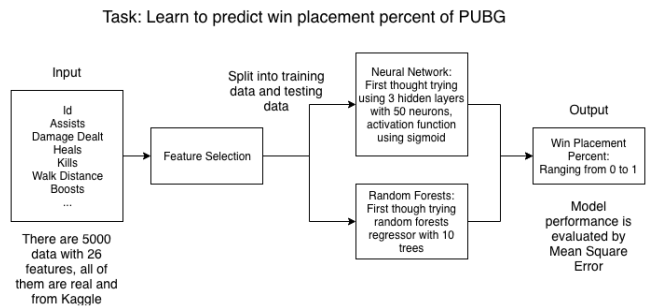 Task: Learn to predict win placement percent of PUBG
Input
Id
Assists
Damage Dealt
Heals
Kills
Walk Distance
Boosts
...
There are 5000
data with 26
features, all of
them are real and
from Kaggle
Feature Selection
Split into training
data and testing
data
Neural Network:
First thought trying
using 3 hidden layers
with 50 neurons,
activation function
using sigmoid
Random Forests:
First though trying
random forests
regressor with 10
trees
Output
Win Placement
Percent:
Ranging from 0 to 1
Model
performance is
evaluated by
Mean Square
Error